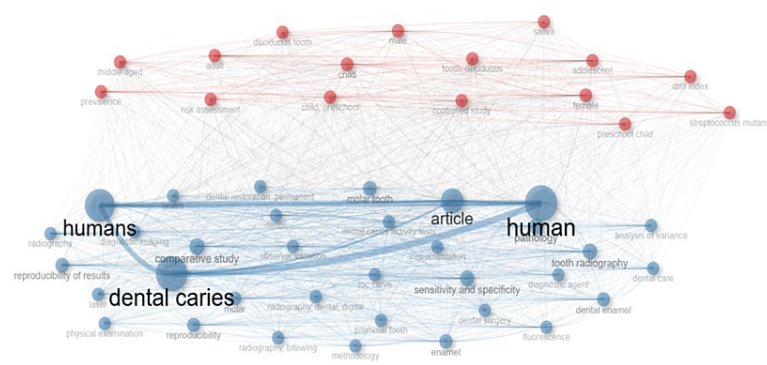 saliva
deciduous tooth
male
adult
middle aged
child
tooth, deciduous
adolescent
dmf index
prevalence
risk assessment
child, preschool
controlled study
female
streptococcus mutans
preschool child
dental restoration, permanent
molar tooth
humans
article
human
dental caries activity tests
radiography
diagnostic imaging
pathology
analysis of variance
comparative study
observer variation
instrumentation
tooth radiography
reproducibility of results
roc curve
sensitivity and specificity
diagnostic agent
dental care
dental caries
laser
molar
radiography, dental, digital
dental surgery
dental enamel
physical examination
reproducibility
premolar tooth
fluorescence
radiography, bitewing
methodology
enamel